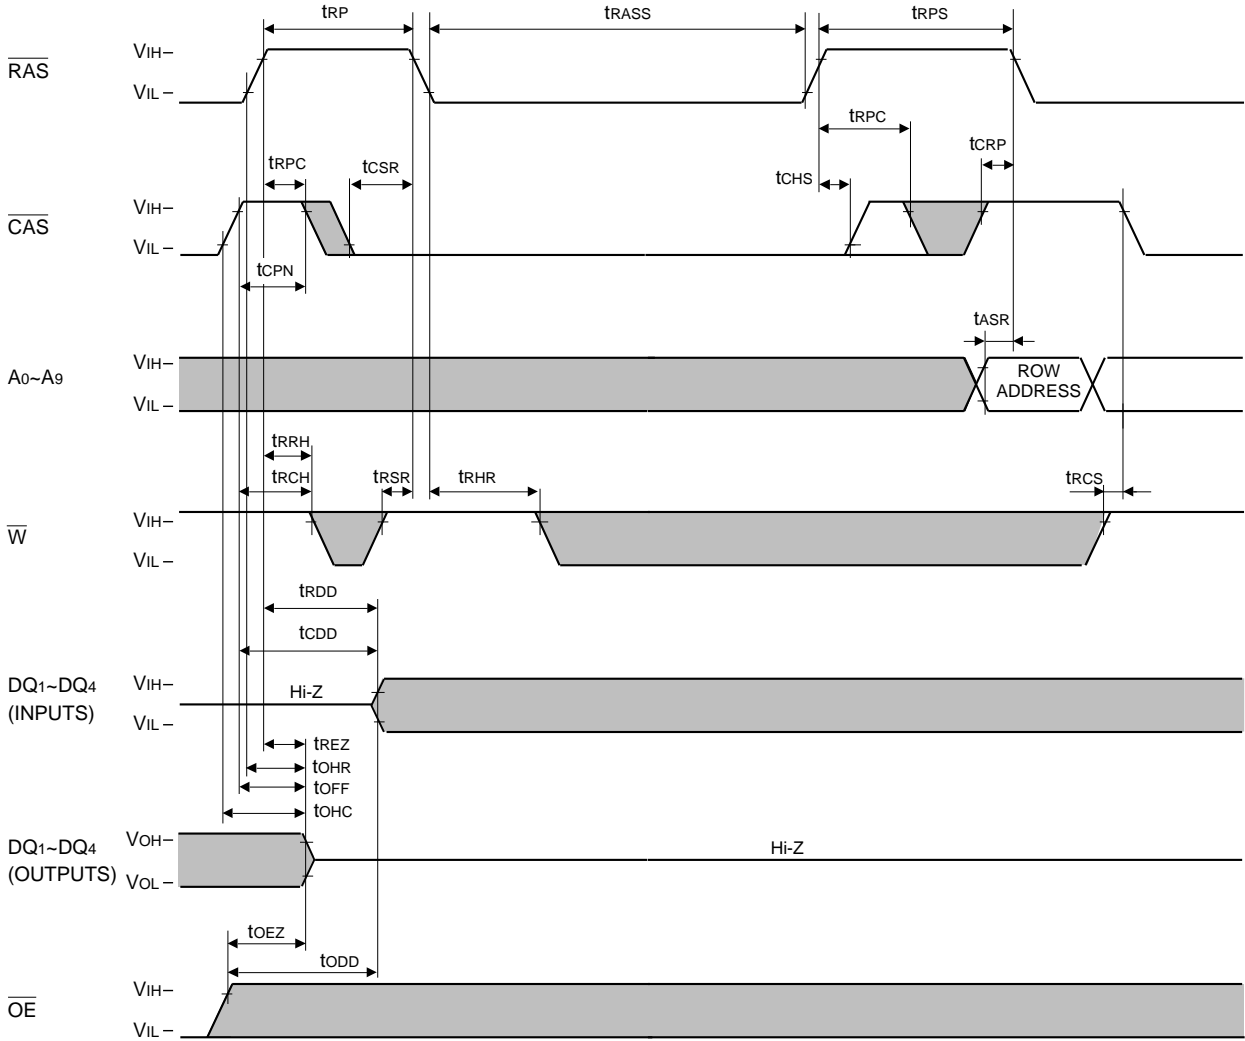 tRP
tRASS
tRPS
RAS
VIH–
VIL –
tRPC
tCRP
tRPC
tCSR
tCHS
CAS
VIH–
VIL –
tCPN
tASR
A0~A9
VIH–
VIL –
ROW
ADDRESS
tRRH
tRCH
tRSR
tRHR
tRCS
W
VIH–
VIL –
tRDD
tCDD
DQ1~DQ4
(INPUTS)
VIH–
VIL –
Hi-Z
tREZ
tOHR
tOFF
tOHC
DQ1~DQ4
(OUTPUTS)
VOH–
VOL –
Hi-Z
tOEZ
tODD
OE
VIH–
VIL –